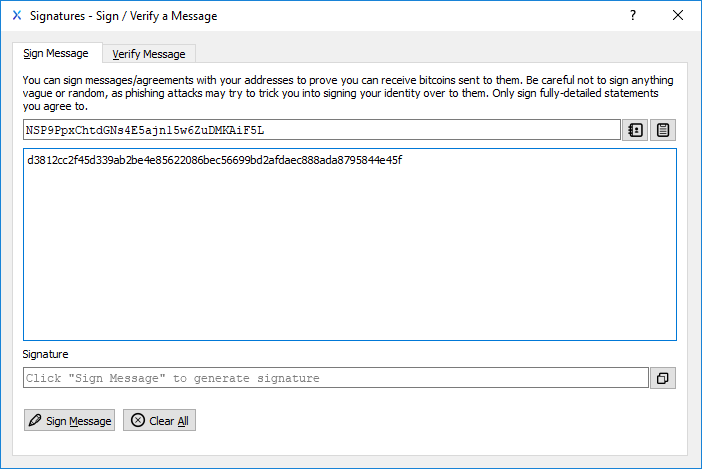 Signatures - Sign / Verify a Message
Sign Message Verify Message
You can sign messages/agreements with your addresses to prove you can receive bitcoins sent to them. Be careful not to sign anything
vague or random, as phishing attacks may try to trick you into signing your identity over to them. Only sign fully-detailed statements
you agree to.
NSP9PpxChtdGNs4E5ajn15w6ZuDMKAiF5L
d3812cc2f45d339ab2be4e85622086bec56699bd2afdaec888ada8795844e45f
Signature
Click "Sign Message" to generate signature
Sign Message Clear All